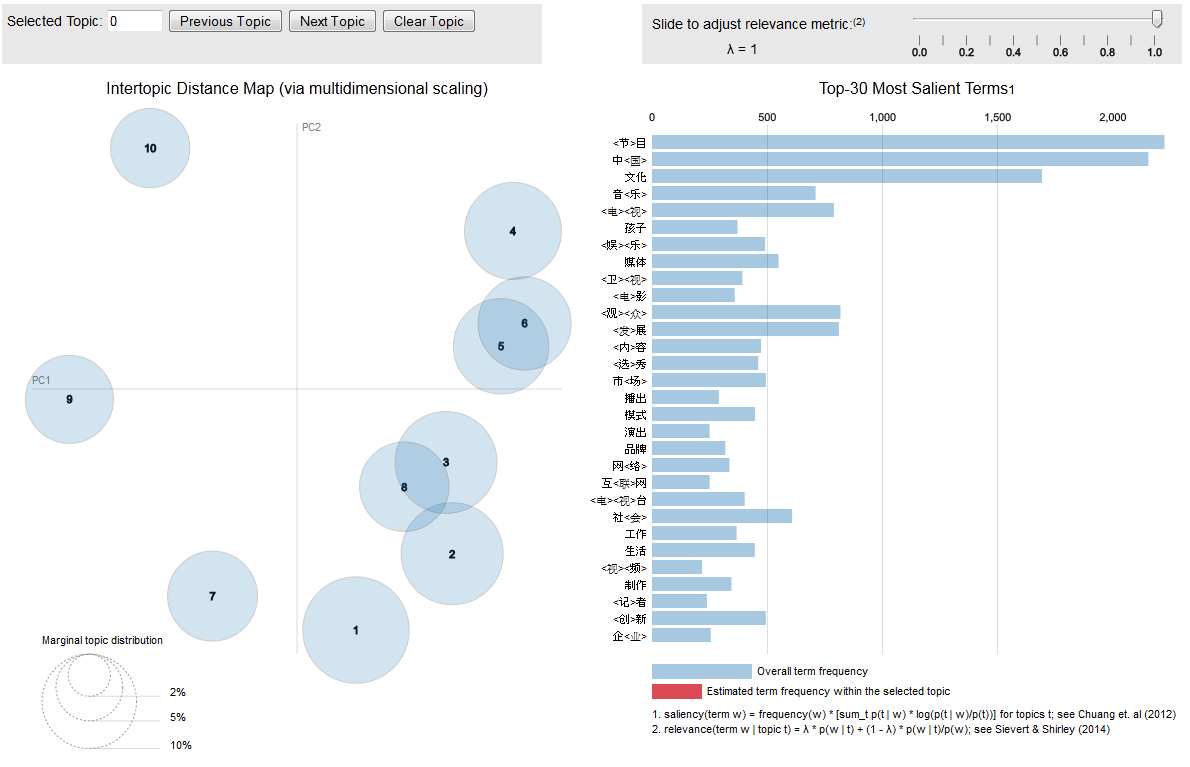 Selected Topic: 0 Previous Topic Next Topic Clear Topic
Slide to adjust relevance metric:(2)
λ = 1
0.0 0.2 0.4 0.6 0.8 1.0
Intertopic Distance Map (via multidimensional scaling)
PC2
PC1
10
4
6
5
9
3
8
2
7
1
Marginal topic distribution
2%
5%
10%
Top-30 Most Salient Terms1
0 500 1,000 1,500 2,000
<节>目
中<国>
文化
音<乐>
<电><视>
孩子
<娱><乐>
媒体
<卫><视>
<电>影
<观><众>
<发>展
<内>容
<选>秀
市<场>
播出
模式
演出
品牌
网<络>
互<联>网
<电><视>台
社<会>
工作
生活
<视><频>
制作
<记>者
<创>新
企<业>
Overall term frequency
Estimated term frequency within the selected topic
1. saliency(term w) = frequency(w) * [sum_t p(t | w) * log(p(t | w)/p(t))] for topics t; see Chuang et. al (2012)
2. relevance(term w | topic t) = λ * p(w | t) + (1 - λ) * p(w | t)/p(w); see Sievert & Shirley (2014)